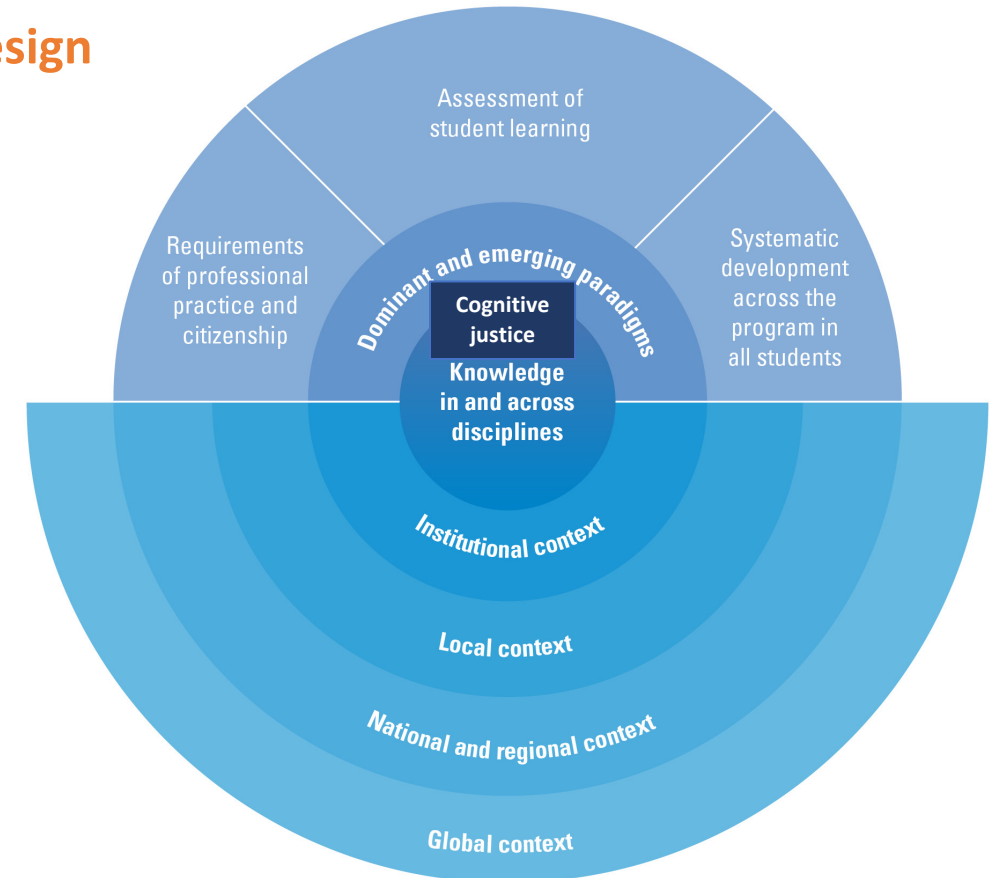 esign
Assessment of
student learning
Requirements
of professional
practice and
citizenship
Systematic
development
across the
program in
all students
Dominant and emerging paradigms
Cognitive
justice
Knowledge
in and across
disciplines
Institutional context
Local context
National and regional context
Global context